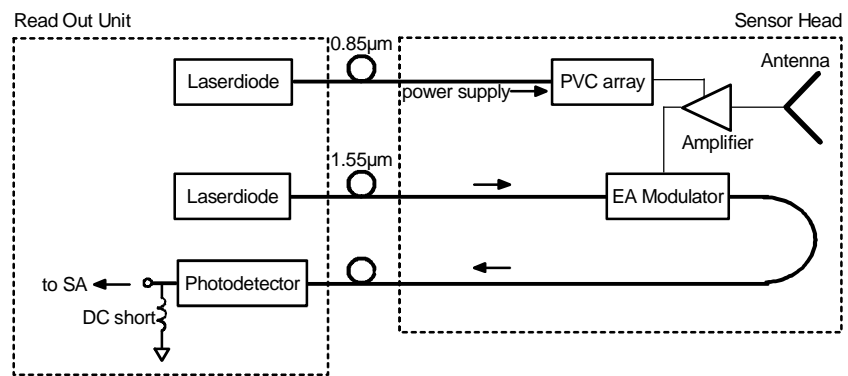 Read Out Unit
Sensor Head
0.85µm
Antenna
Laserdiode
PVC array
power supply
Amplifier
1.55µm
Laserdiode
EA Modulator
to SA
Photodetector
DC short